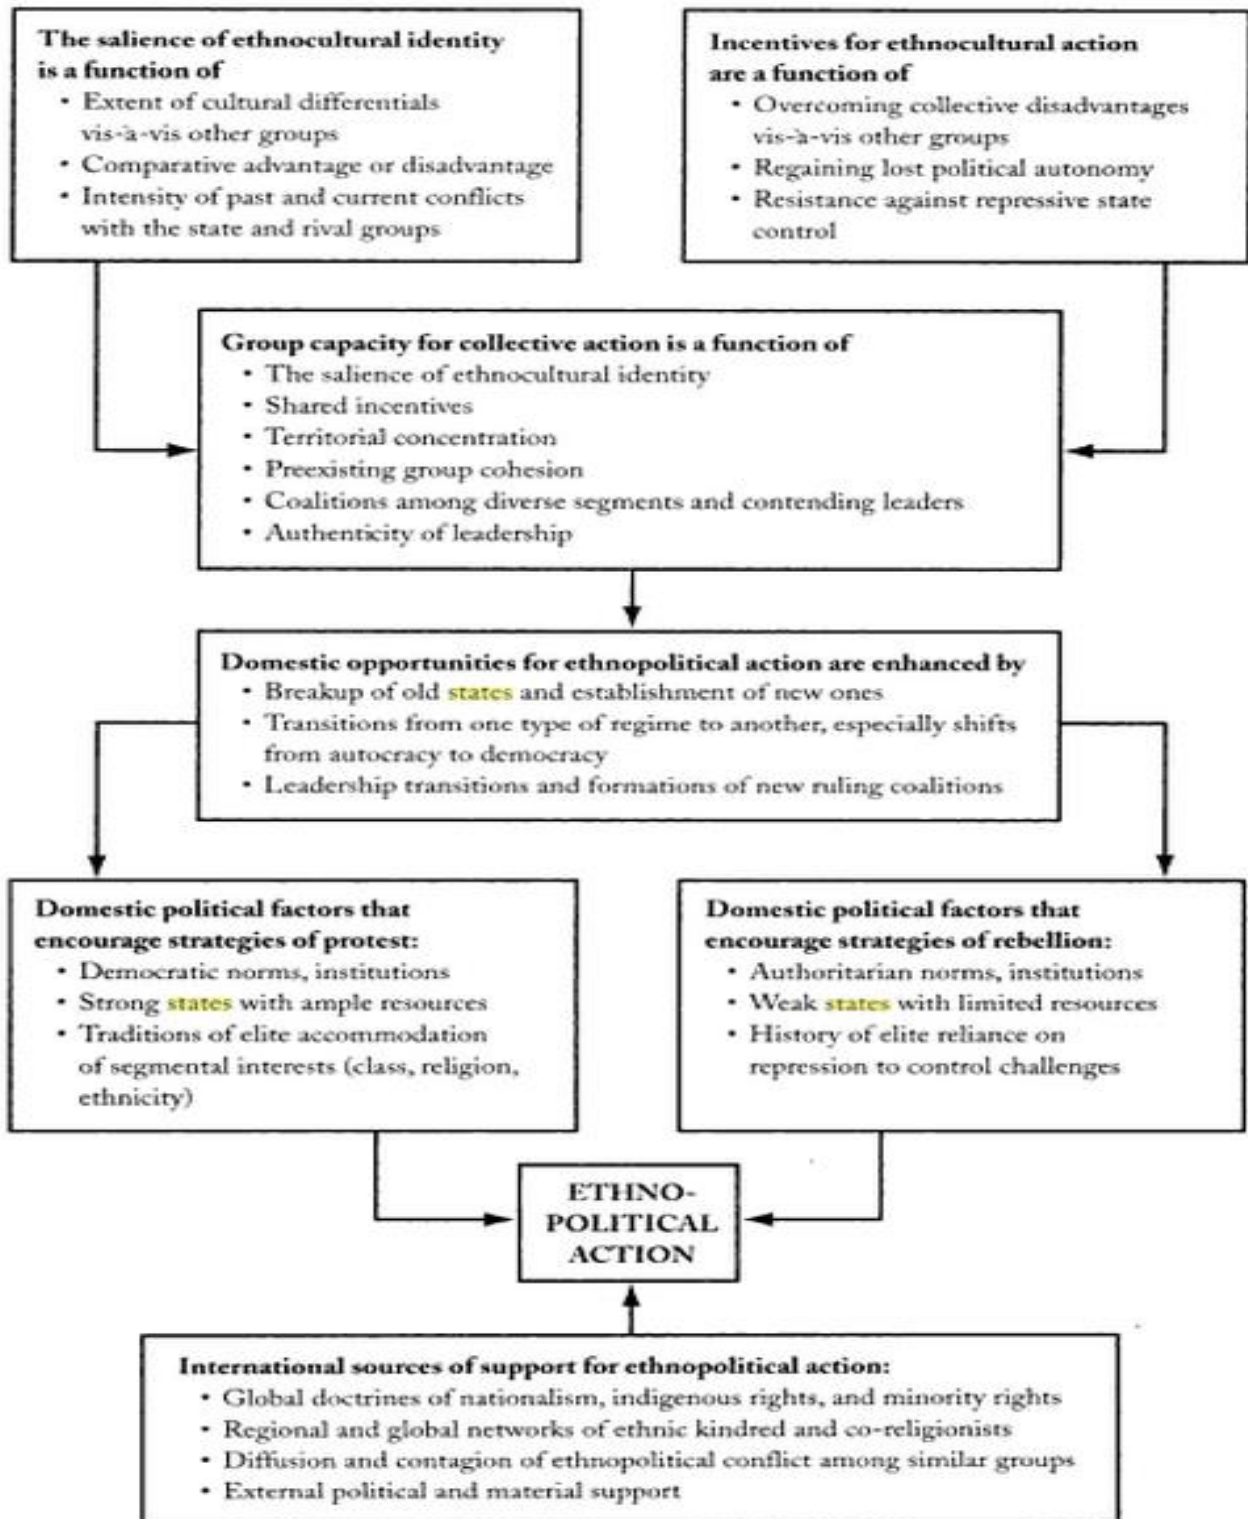 The salience of ethnocultural identity
is a function of
• Extent of cultural differentials
vis-à-vis other groups
• Comparative advantage or disadvantage
• Intensity of past and current conflicts
with the state and rival groups
Incentives for ethnocultural action
are a function of
• Overcoming collective disadvantages
vis-à-vis other groups
• Regaining lost political autonomy
• Resistance against repressive state
control
Group capacity for collective action is a function of
• The salience of ethnocultural identity
• Shared incentives
• Territorial concentration
• Preexisting group cohesion
• Coalitions among diverse segments and contending leaders
• Authenticity of leadership
Domestic opportunities for ethnopolitical action are enhanced by
• Breakup of old states and establishment of new ones
• Transitions from one type of regime to another, especially shifts
from autocracy to democracy
• Leadership transitions and formations of new ruling coalitions
Domestic political factors that
encourage strategies of protest:
• Democratic norms, institutions
• Strong states with ample resources
• Traditions of elite accommodation
of segmental interests (class, religion,
ethnicity)
Domestic political factors that
encourage strategies of rebellion:
• Authoritarian norms, institutions
• Weak states with limited resources
• History of elite reliance on
repression to control challenges
ETHNO-
POLITICAL
ACTION
International sources of support for ethnopolitical action:
• Global doctrines of nationalism, indigenous rights, and minority rights
• Regional and global networks of ethnic kindred and co-religionists
• Diffusion and contagion of ethnopolitical conflict among similar groups
• External political and material support